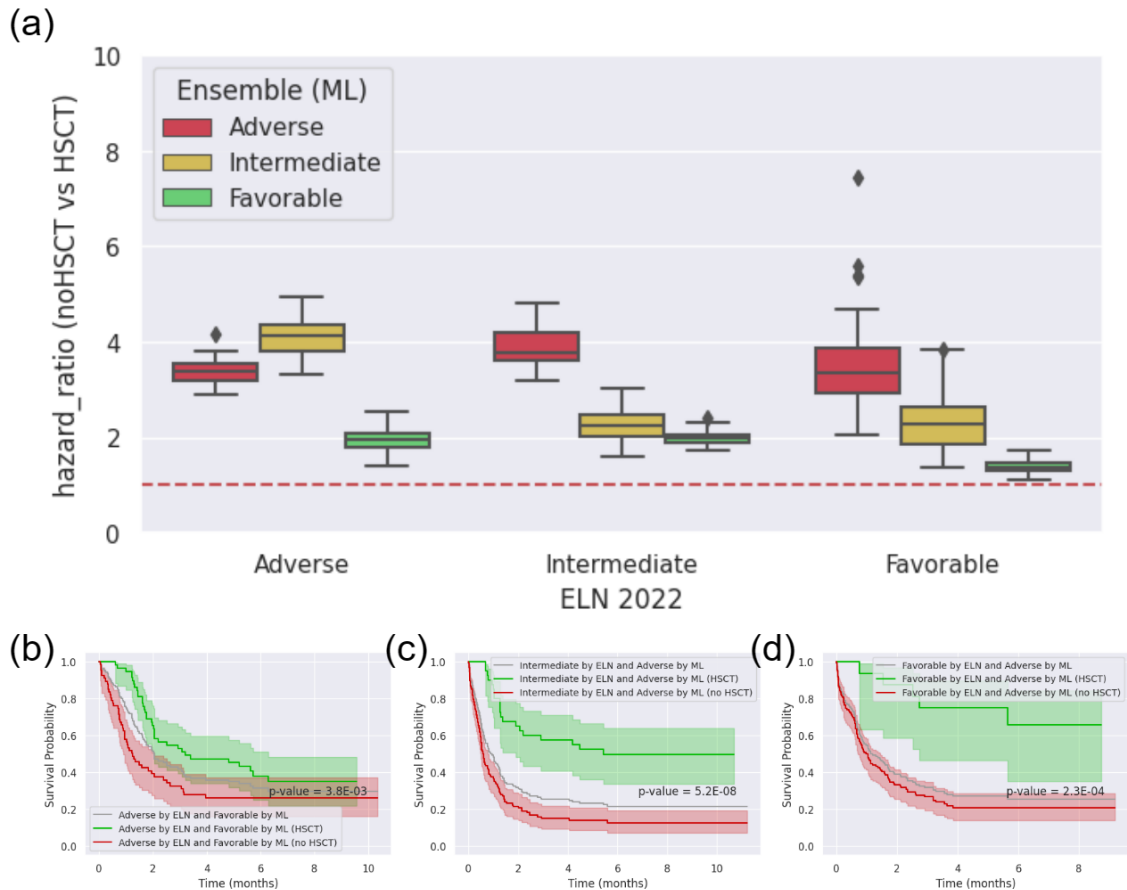 (a)
10
8
6
4
2
0
hazard_ratio (noHSCT vs HSCT)
Ensemble (ML)
Adverse
Intermediate
Favorable
Adverse Intermediate Favorable
ELN 2022
(b)
1.0
0.8
0.6
0.4
0.2
0.0
Survival Probability
p-value = 3.8E-03
Adverse by ELN and Favorable by ML
Adverse by ELN and Favorable by ML (HSCT)
Adverse by ELN and Favorable by ML (no HSCT)
0 2 4 6 8 10
Time (months)
(c)
1.0
0.8
0.6
0.4
0.2
0.0
Survival Probability
Intermediate by ELN and Adverse by ML
Intermediate by ELN and Adverse by ML (HSCT)
Intermediate by ELN and Adverse by ML (no HSCT)
p-value = 5.2E-08
0 2 4 6 8 10
Time (months)
(d)
1.0
0.8
0.6
0.4
0.2
0.0
Survival Probability
Favorable by ELN and Adverse by ML
Favorable by ELN and Adverse by ML (HSCT)
Favorable by ELN and Adverse by ML (no HSCT)
p-value = 2.3E-04
0 2 4 6 8
Time (months)